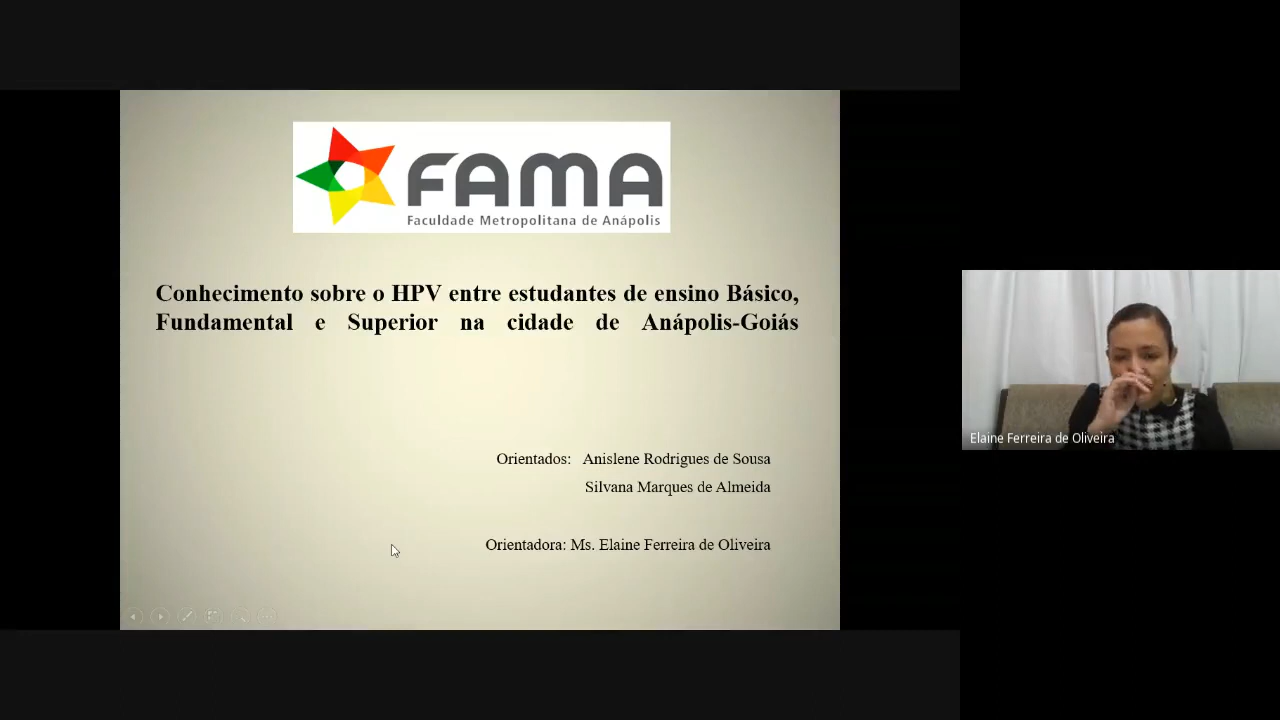 FAMA
Faculdade Metropolitana de Anápolis
Conhecimento sobre o HPV entre estudantes de ensino Básico,
Fundamental e Superior na cidade de Anápolis-Goiás
Orientados: Anislene Rodrigues de Sousa
Silvana Marques de Almeida
Orientadora: Ms. Elaine Ferreira de Oliveira
Elaine Ferreira de Oliveira